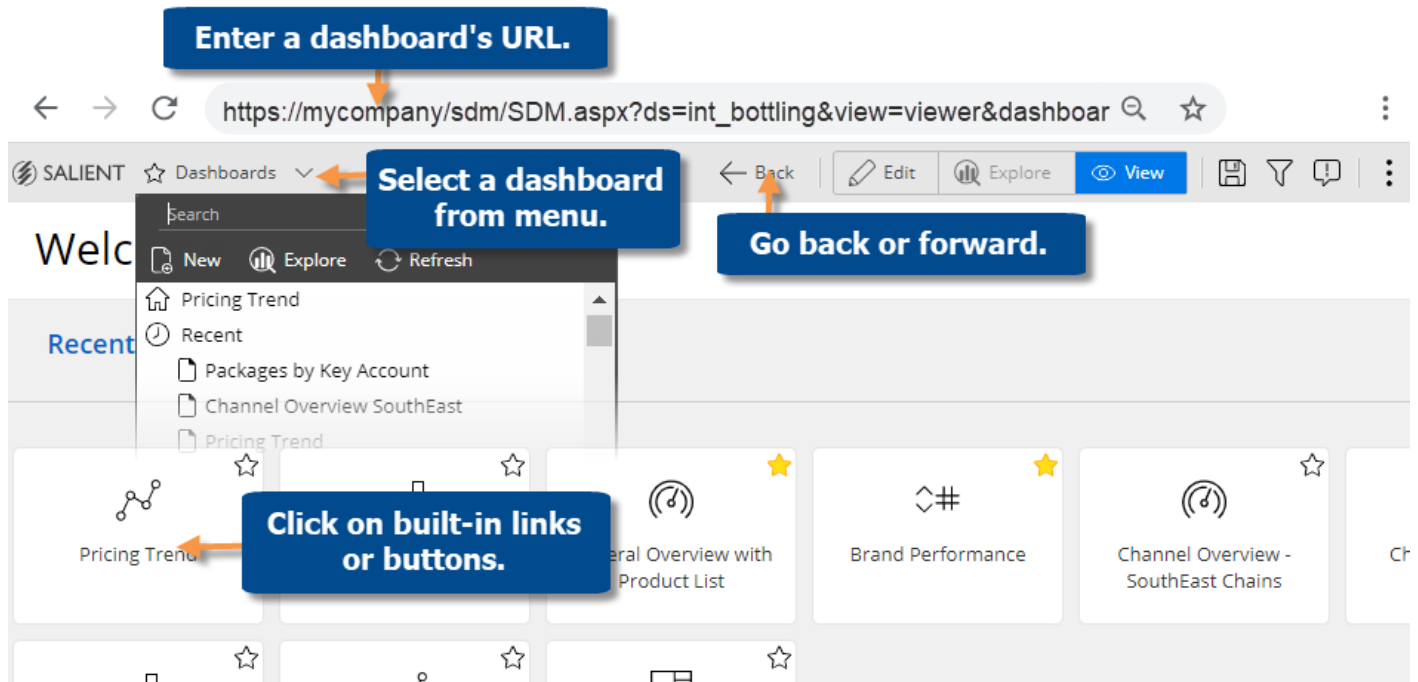 Enter a dashboard's URL.
https://mycompany/sdm/SDM.aspx?ds=int_bottling&view=viewer&dashboar
SALIENT Dashboards Back Edit Explore View
Select a dashboard
from menu.
Search
Go back or forward.
Welc
New Explore Refresh
Pricing Trend
Recent
Recent
Packages by Key Account
Channel Overview SouthEast
Pricing Trend
Click on built-in links
or buttons.
Pricing Trend
eral Overview with
Product List
Brand Performance
Channel Overview -
SouthEast Chains
Ch